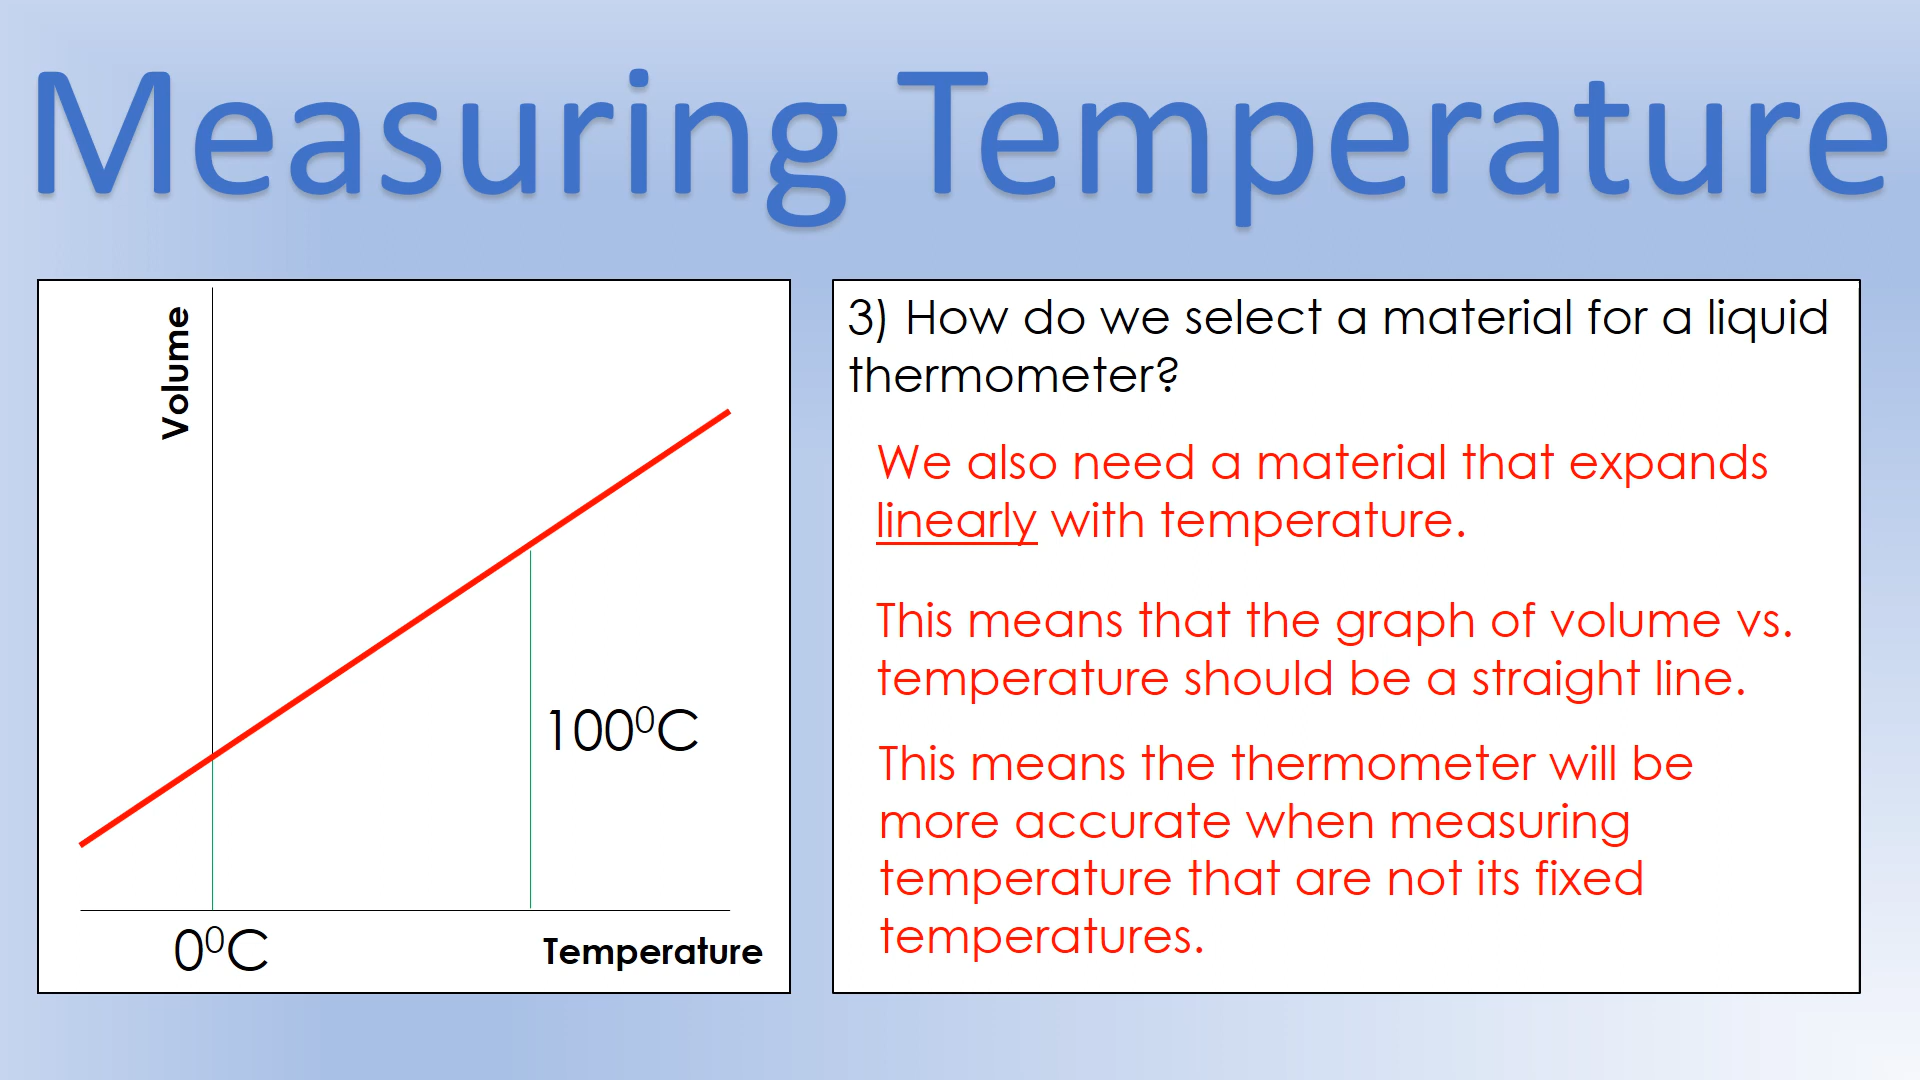 Measuring Temperature
Volume
100⁰C
0⁰C
Temperature
3) How do we select a material for a liquid
thermometer?
We also need a material that expands
linearly with temperature.
This means that the graph of volume vs.
temperature should be a straight line.
This means the thermometer will be
more accurate when measuring
temperature that are not its fixed
temperatures.